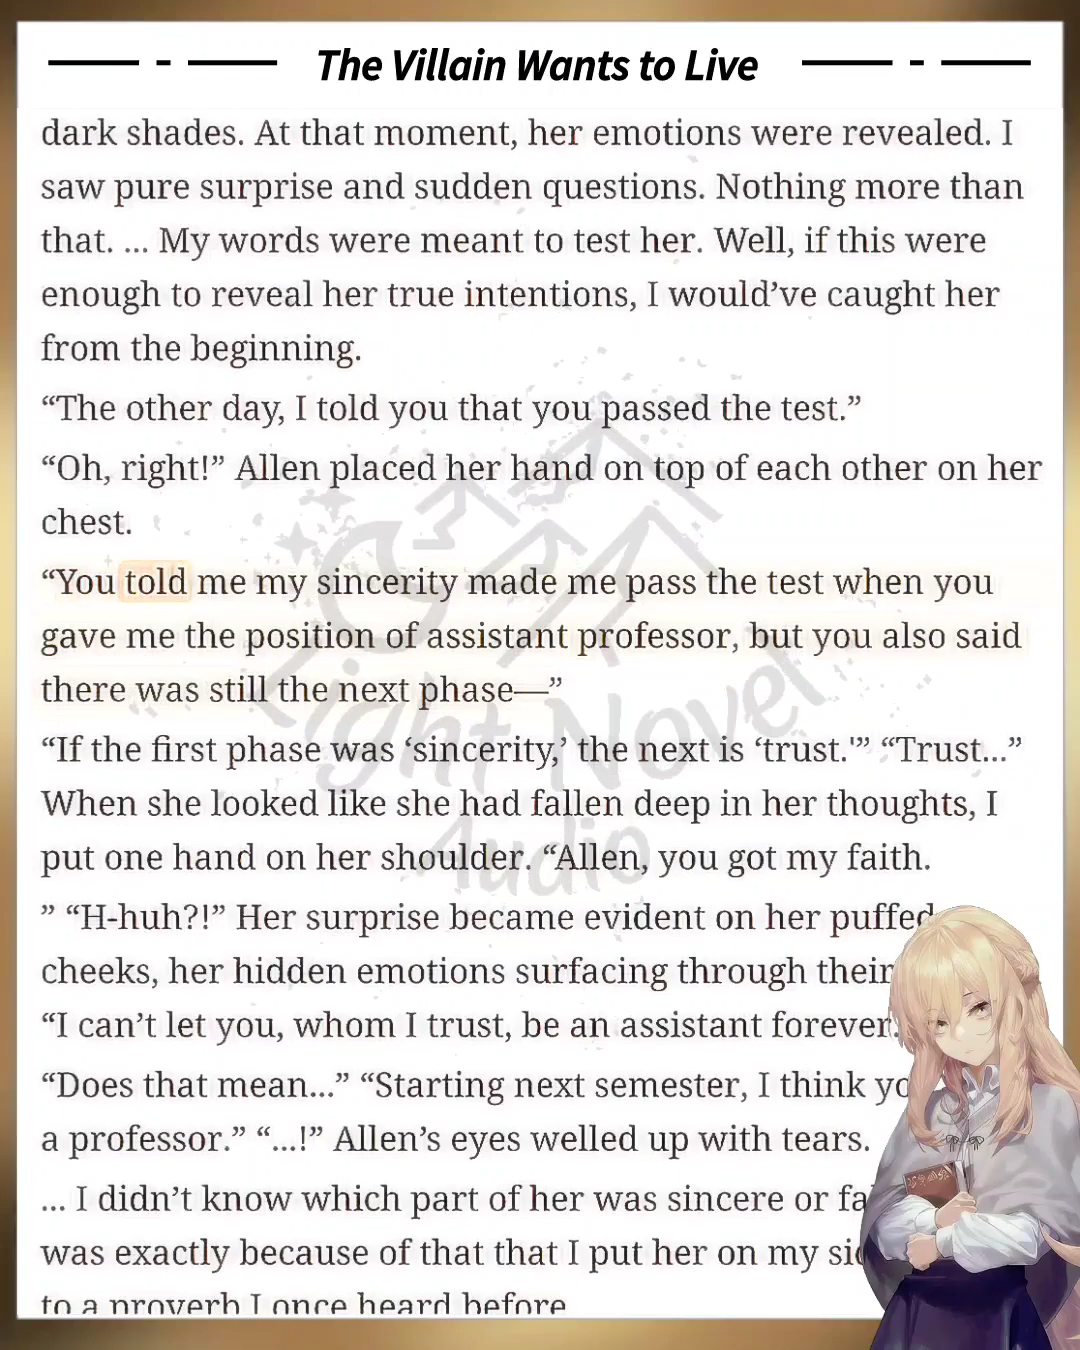 The Villain Wants to Live
dark shades. At that moment, her emotions were revealed. I
saw pure surprise and sudden questions. Nothing more than
that. ... My words were meant to test her. Well, if this were
enough to reveal her true intentions, I would’ve caught her
from the beginning.
“The other day, I told you that you passed the test.”
“Oh, right!” Allen placed her hand on top of each other on her
chest.
“You told me my sincerity made me pass the test when you
gave me the position of assistant professor, but you also said
there was still the next phase—”
“If the first phase was ‘sincerity,’ the next is ‘trust.'” “Trust...”
When she looked like she had fallen deep in her thoughts, I
put one hand on her shoulder. “Allen, you got my faith.
” “H-huh?!” Her surprise became evident on her puffed
cheeks, her hidden emotions surfacing through their
“I can’t let you, whom I trust, be an assistant forever.
“Does that mean...” “Starting next semester, I think
a professor.” “...!” Allen’s eyes welled up with tears.
... I didn’t know which part of her was sincere or
was exactly because of that that I put her on my
to a proverb I once heard before
Light Novel
Audio